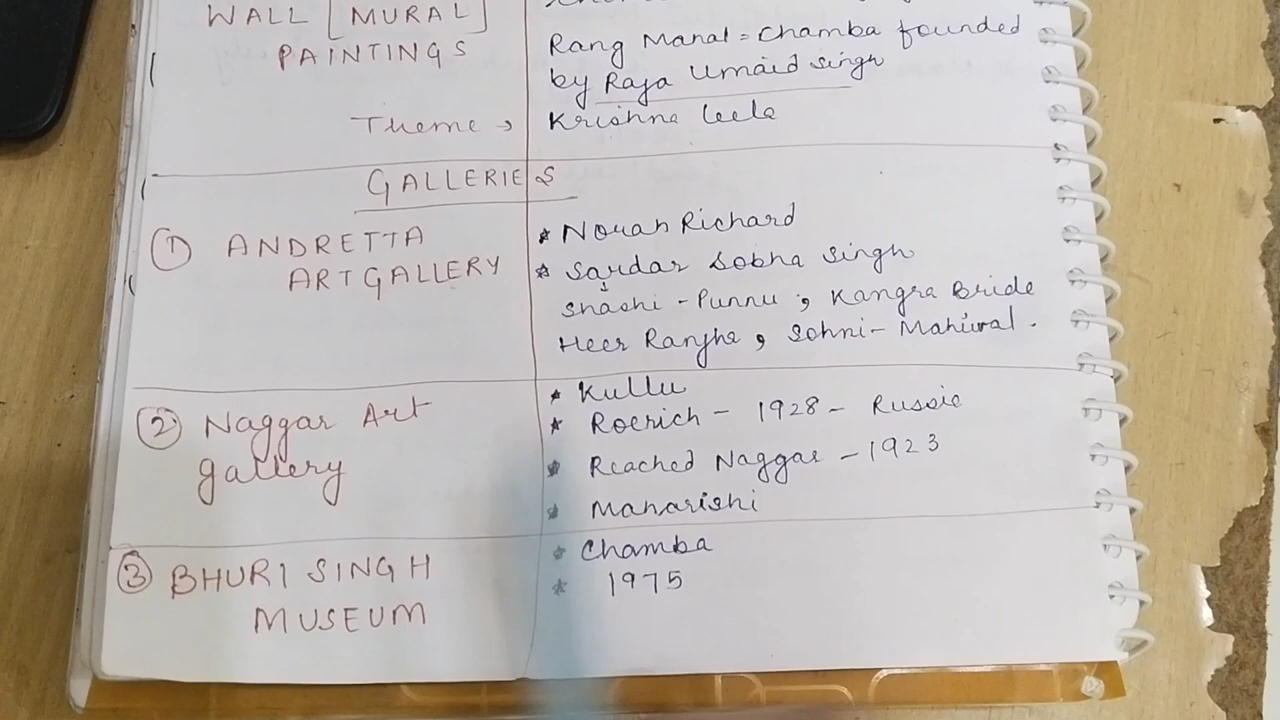 WALL [MURAL]
PAINTINGS
Rang Mahal = Chamba founded
by Raja Umaid Singh
Theme → Krishna leela
GALLERIES
① ANDRETTA
ART GALLERY
* Norah Richard
* Sardar Sobha Singh
Shashi - Punnu, Kangra Bride
Heer Ranjha, Sohni - Mahiwal.
② Naggar Art
gallery
* Kullu
* Roerich - 1928 - Russia
* Reached Naggar - 1923
* Maharishi
③ BHURI SINGH
MUSEUM
* Chamba
* 1975